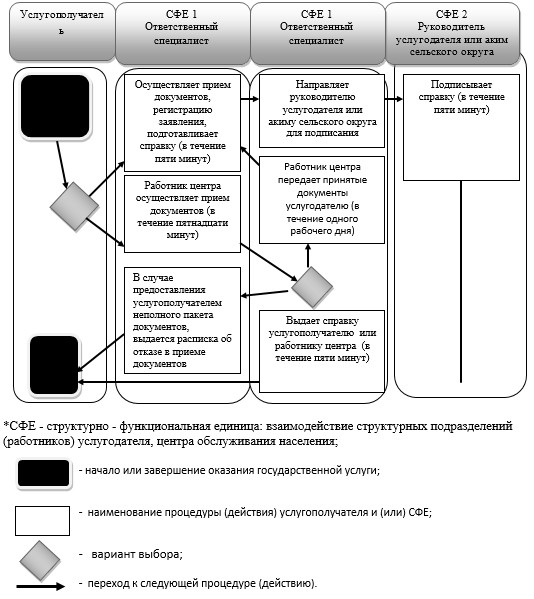 Услугополучател
ь
СФЕ 1
Ответственный
специалист
СФЕ 1
Ответственный
специалист
СФЕ 2
Руководитель
услугодателя или аким
сельского округа
Осуществляет прием
документов,
регистрацию
заявления,
подготавливает
справку (в течение
пяти минут)
Направляет
руководителю
услугодателя или
акиму сельского округа
для подписания
Подписывает
справку (в течение
пяти минут)
Работник центра
осуществляет прием
документов (в
течение пятнадцати
минут)
Работник центра
передает принятые
документы
услугодателю (в
течение одного
рабочего дня)
В случае
предоставления
услугополучателем
неполного пакета
документов,
выдается расписка об
отказе в приеме
документов
Выдает справку
услугополучателю или
работнику центра (в
течение пяти минут)
*СФЕ - структурно - функциональная единица: взаимодействие структурных подразделений
(работников) услугодателя, центра обслуживания населения;
- начало или завершение оказания государственной услуги;
- наименование процедуры (действия) услугополучателя и (или) СФЕ;
- вариант выбора;
- переход к следующей процедуре (действию).